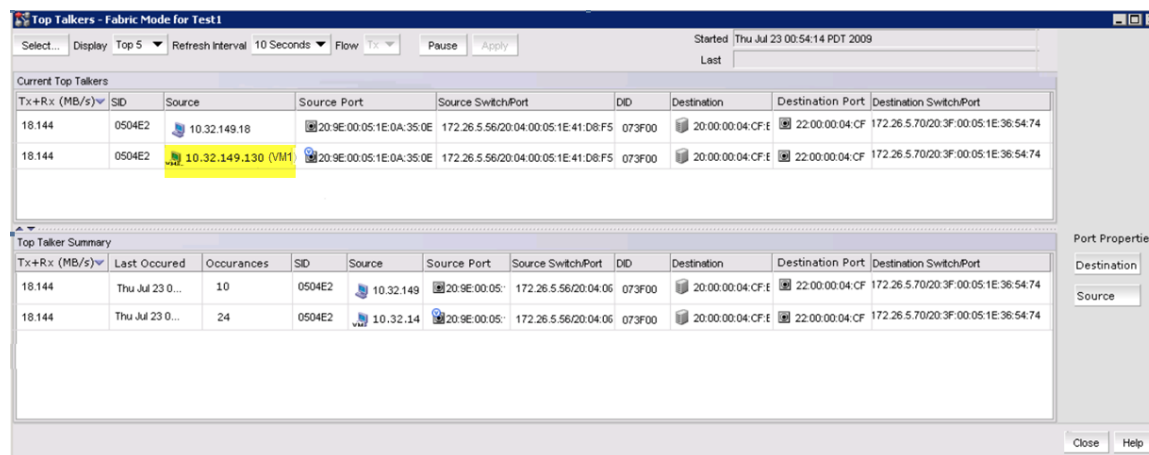 Top Talkers - Fabric Mode for Test1
Select... Display Top 5 Refresh Interval 10 Seconds Flow Tx Pause Apply Started Thu Jul 23 00:54:14 PDT 2009
Last
Current Top Talkers
Tx+Rx (MB/s) SID Source Source Port Source Switch/Port DID Destination Destination Port Destination Switch/Port
18.144 0504E2 10.32.149.18 20:9E:00:05:1E:0A:35:0E 172.26.5.56/20:04:00:05:1E:41:D8:F5 073F00 20:00:00:04:CF:E 22:00:00:04:CF 172.26.5.70/20:3F:00:05:1E:36:54:74
18.144 0504E2 10.32.149.130 (VM1) 20:9E:00:05:1E:0A:35:0E 172.26.5.56/20:04:00:05:1E:41:D8:F5 073F00 20:00:00:04:CF:E 22:00:00:04:CF 172.26.5.70/20:3F:00:05:1E:36:54:74
Top Talker Summary
Tx+Rx (MB/s) Last Occured Occurances SID Source Source Port Source Switch/Port DID Destination Destination Port Destination Switch/Port
18.144 Thu Jul 23 0... 10 0504E2 10.32.149 20:9E:00:05: 172.26.5.56/20:04:06 073F00 20:00:00:04:CF:E 22:00:00:04:CF 172.26.5.70/20:3F:00:05:1E:36:54:74
18.144 Thu Jul 23 0... 24 0504E2 10.32.14 20:9E:00:05: 172.26.5.56/20:04:06 073F00 20:00:00:04:CF:E 22:00:00:04:CF 172.26.5.70/20:3F:00:05:1E:36:54:74
Port Propertie
Destination
Source
Close Help